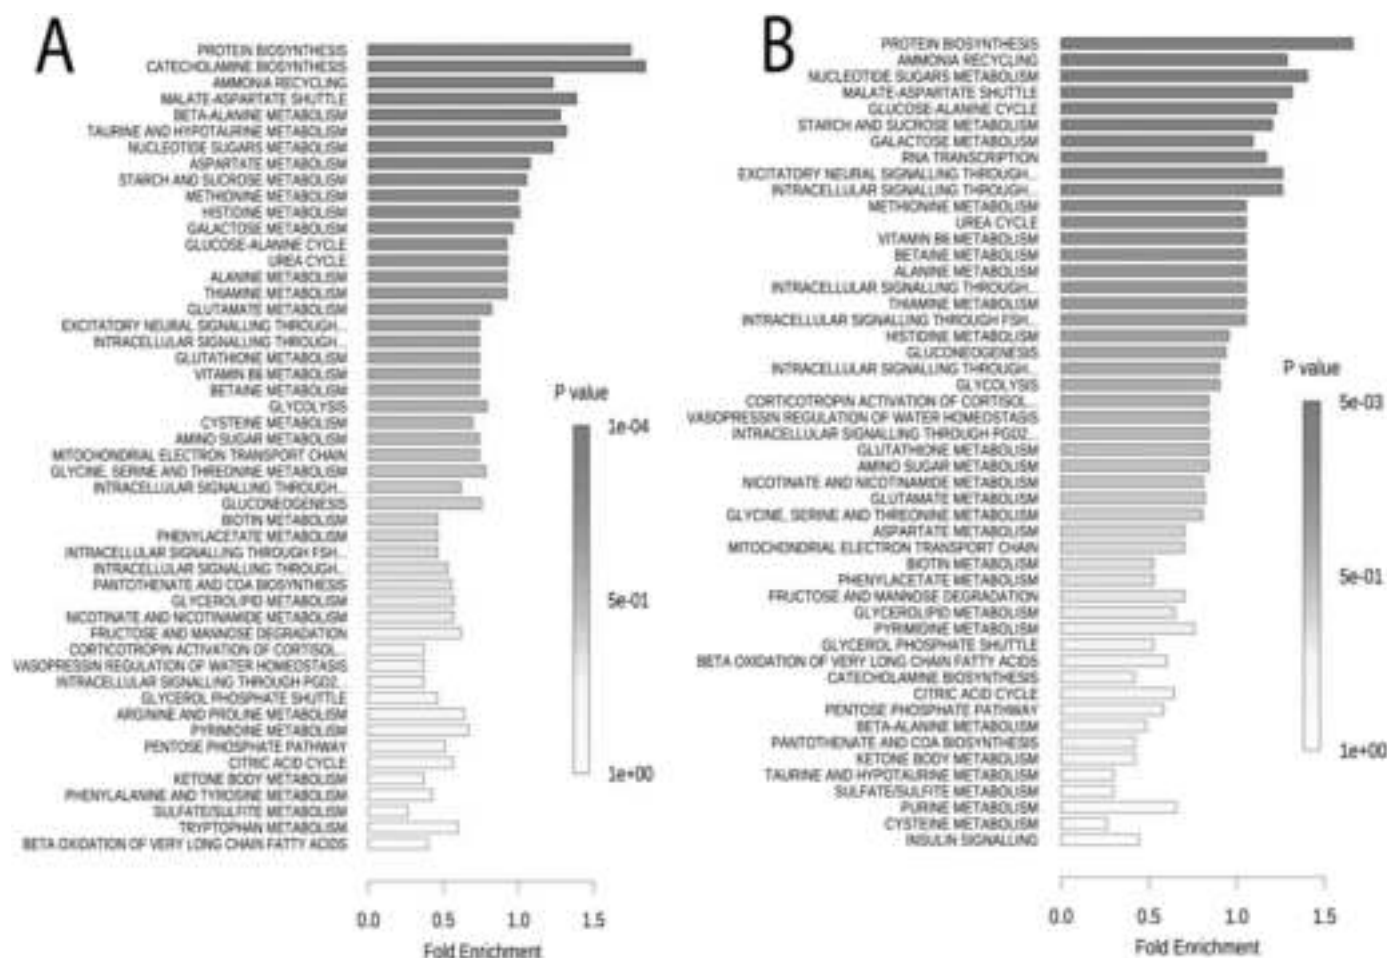 A
PROTEIN BIOSYNTHESIS
CATECHOLAMINE BIOSYNTHESIS
AMMONIA RECYCLING
MALATE-ASPARTATE SHUTTLE
BETA-ALANINE METABOLISM
TAURINE AND HYPOTAURINE METABOLISM
NUCLEOTIDE SUGARS METABOLISM
ASPARTATE METABOLISM
STARCH AND SUCROSE METABOLISM
METHIONINE METABOLISM
HISTIDINE METABOLISM
GALACTOSE METABOLISM
GLUCOSE-ALANINE CYCLE
UREA CYCLE
ALANINE METABOLISM
THIAMINE METABOLISM
GLUTAMATE METABOLISM
EXCITATORY NEURAL SIGNALLING THROUGH...
INTRACELLULAR SIGNALLING THROUGH...
GLUTATHIONE METABOLISM
VITAMIN B6 METABOLISM
BETAINE METABOLISM
GLYCOLYSIS
CYSTEINE METABOLISM
AMINO SUGAR METABOLISM
MITOCHONDRIAL ELECTRON TRANSPORT CHAIN
GLYCINE, SERINE AND THREONINE METABOLISM
INTRACELLULAR SIGNALLING THROUGH...
GLUCONEOGENESIS
BIOTIN METABOLISM
PHENYLACETATE METABOLISM
INTRACELLULAR SIGNALLING THROUGH FSH...
INTRACELLULAR SIGNALLING THROUGH...
PANTOTHENATE AND COA BIOSYNTHESIS
GLYCEROLIPID METABOLISM
NICOTINATE AND NICOTINAMIDE METABOLISM
FRUCTOSE AND MANNOSE DEGRADATION
CORTICOTROPIN ACTIVATION OF CORTISOL...
VASOPRESSIN REGULATION OF WATER HOMEOSTASIS
INTRACELLULAR SIGNALLING THROUGH PGD2...
GLYCEROL PHOSPHATE SHUTTLE
ARGININE AND PROLINE METABOLISM
PYRIMIDINE METABOLISM
PENTOSE PHOSPHATE PATHWAY
CITRIC ACID CYCLE
KETONE BODY METABOLISM
PHENYLALANINE AND TYROSINE METABOLISM
SULFATE/SULFITE METABOLISM
TRYPTOPHAN METABOLISM
BETA OXIDATION OF VERY LONG CHAIN FATTY ACIDS
0.0 0.5 1.0 1.5
Fold Enrichment
P value
1e-04
5e-01
1e+00
B
PROTEIN BIOSYNTHESIS
AMMONIA RECYCLING
NUCLEOTIDE SUGARS METABOLISM
MALATE-ASPARTATE SHUTTLE
GLUCOSE-ALANINE CYCLE
STARCH AND SUCROSE METABOLISM
GALACTOSE METABOLISM
RNA TRANSCRIPTION
EXCITATORY NEURAL SIGNALLING THROUGH...
INTRACELLULAR SIGNALLING THROUGH...
METHIONINE METABOLISM
UREA CYCLE
VITAMIN B6 METABOLISM
BETAINE METABOLISM
ALANINE METABOLISM
INTRACELLULAR SIGNALLING THROUGH...
THIAMINE METABOLISM
INTRACELLULAR SIGNALLING THROUGH FSH...
HISTIDINE METABOLISM
GLUCONEOGENESIS
INTRACELLULAR SIGNALLING THROUGH...
GLYCOLYSIS
CORTICOTROPIN ACTIVATION OF CORTISOL...
VASOPRESSIN REGULATION OF WATER HOMEOSTASIS
INTRACELLULAR SIGNALLING THROUGH PGD2...
GLUTATHIONE METABOLISM
AMINO SUGAR METABOLISM
NICOTINATE AND NICOTINAMIDE METABOLISM
GLUTAMATE METABOLISM
GLYCINE, SERINE AND THREONINE METABOLISM
ASPARTATE METABOLISM
MITOCHONDRIAL ELECTRON TRANSPORT CHAIN
BIOTIN METABOLISM
PHENYLACETATE METABOLISM
FRUCTOSE AND MANNOSE DEGRADATION
GLYCEROLIPID METABOLISM
PYRIMIDINE METABOLISM
GLYCEROL PHOSPHATE SHUTTLE
BETA OXIDATION OF VERY LONG CHAIN FATTY ACIDS
CATECHOLAMINE BIOSYNTHESIS
CITRIC ACID CYCLE
PENTOSE PHOSPHATE PATHWAY
BETA-ALANINE METABOLISM
PANTOTHENATE AND COA BIOSYNTHESIS
KETONE BODY METABOLISM
TAURINE AND HYPOTAURINE METABOLISM
SULFATE/SULFITE METABOLISM
PURINE METABOLISM
CYSTEINE METABOLISM
INSULIN SIGNALLING
0.0 0.5 1.0 1.5
Fold Enrichment
P value
5e-03
5e-01
1e+00